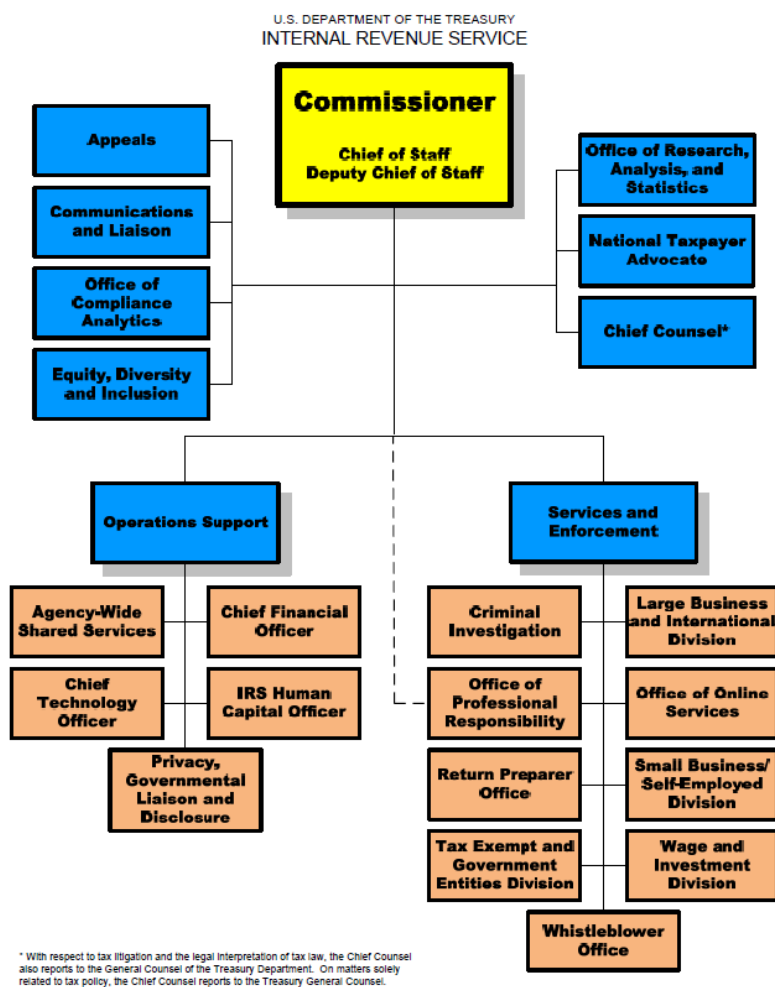 U.S. DEPARTMENT OF THE TREASURY
INTERNAL REVENUE SERVICE
Commissioner
Chief of Staff
Deputy Chief of Staff
Appeals
Communications
and Liaison
Office of
Compliance
Analytics
Equity, Diversity
and Inclusion
Office of Research,
Analysis, and
Statistics
National Taxpayer
Advocate
Chief Counsel*
Operations Support
Services and
Enforcement
Agency-Wide
Shared Services
Chief Financial
Officer
Chief
Technology
Officer
IRS Human
Capital Officer
Privacy,
Governmental
Liaison and
Disclosure
Criminal
Investigation
Large Business
and International
Division
Office of
Professional
Responsibility
Office of Online
Services
Return Preparer
Office
Small Business/
Self-Employed
Division
Tax Exempt and
Government
Entities Division
Wage and
Investment
Division
Whistleblower
Office
* With respect to tax litigation and the legal interpretation of tax law, the Chief Counsel
also reports to the General Counsel of the Treasury Department. On matters solely
related to tax policy, the Chief Counsel reports to the Treasury General Counsel.